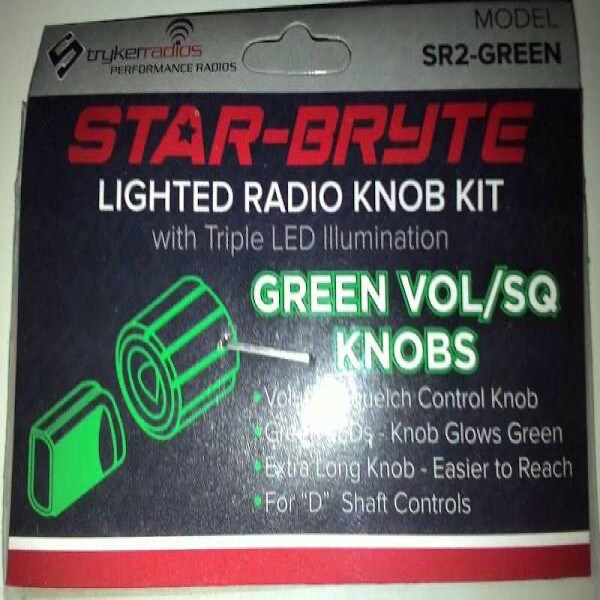 MODEL
strykerradios
PERFORMANCE RADIOS
SR2-GREEN
STAR-BRYTE
LIGHTED RADIO KNOB KIT
with Triple LED Illumination
GREEN VOL/SQ
KNOBS
Control Knob
- Knob Glows Green
Extra Long Knob - Easier to Reach
For "D" Shaft Controls